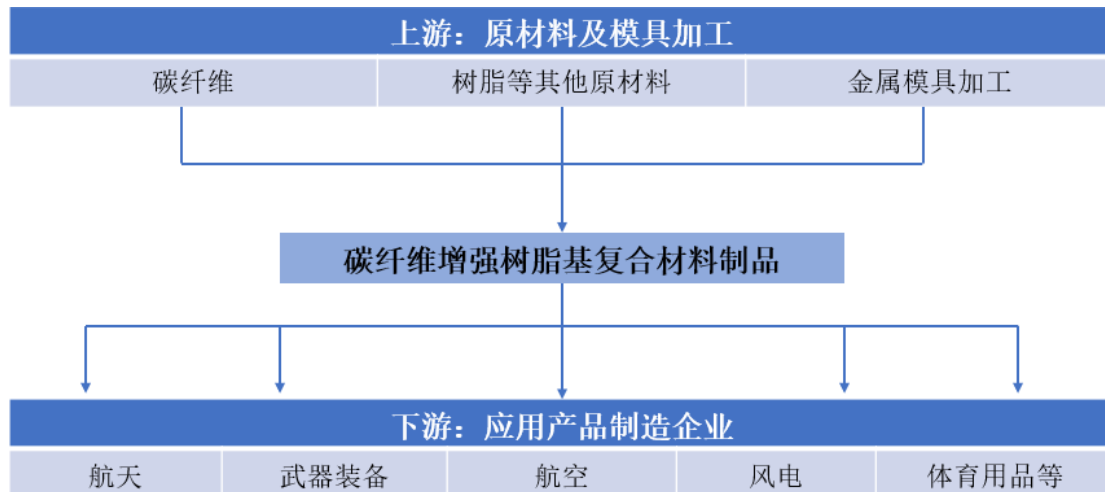 上游：原材料及模具加工
碳纤维 树脂等其他原材料 金属模具加工
碳纤维增强树脂基复合材料制品
下游：应用产品制造企业
航天 武器装备 航空 风电 体育用品等